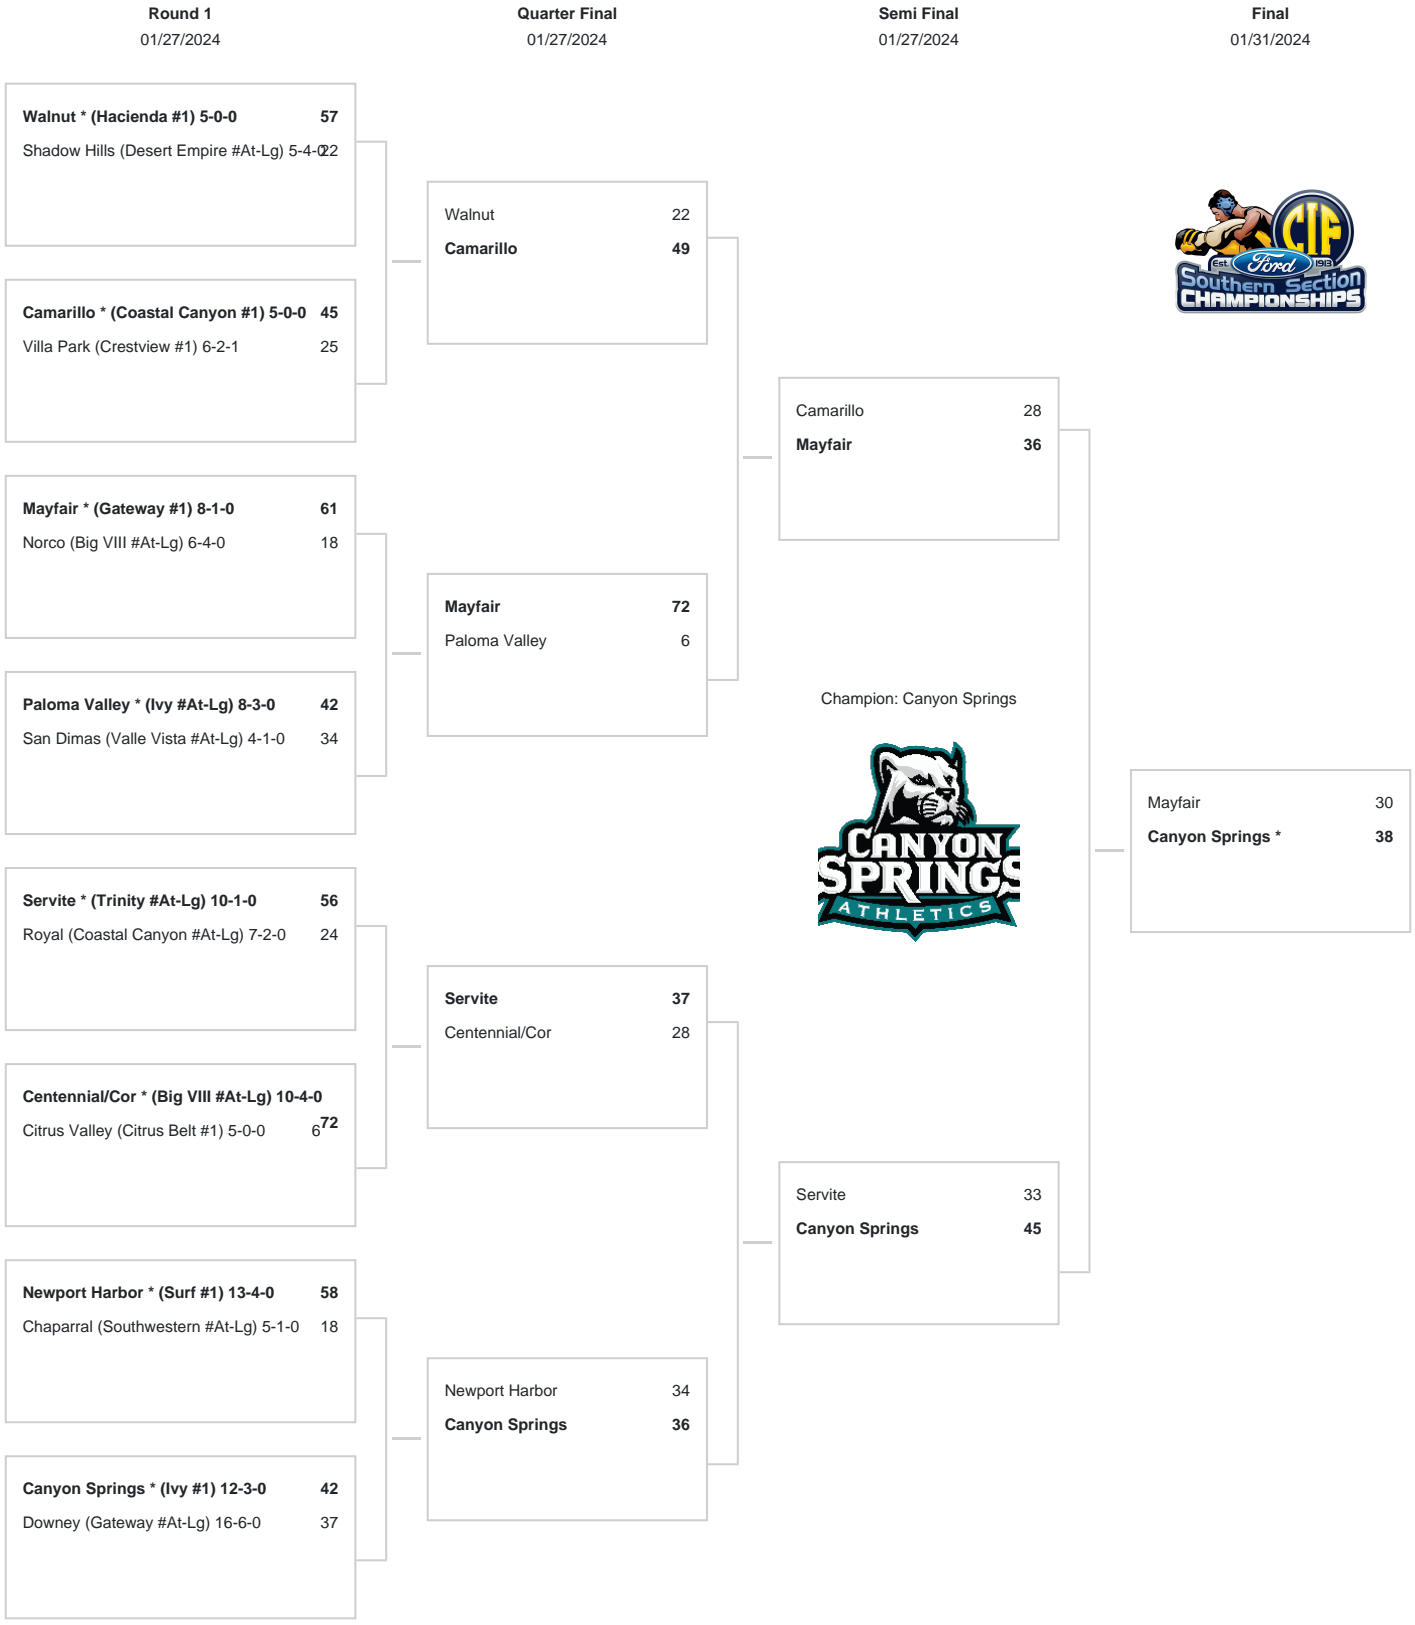 Round 1
01/27/2024
Quarter Final
01/27/2024
Semi Final
01/27/2024
Final
01/31/2024
Walnut * (Hacienda #1) 5-0-0 57
Shadow Hills (Desert Empire #At-Lg) 5-4-0 22
Camarillo * (Coastal Canyon #1) 5-0-0 45
Villa Park (Crestview #1) 6-2-1 25
Mayfair * (Gateway #1) 8-1-0 61
Norco (Big VIII #At-Lg) 6-4-0 18
Paloma Valley * (Ivy #At-Lg) 8-3-0 42
San Dimas (Valle Vista #At-Lg) 4-1-0 34
Servite * (Trinity #At-Lg) 10-1-0 56
Royal (Coastal Canyon #At-Lg) 7-2-0 24
Centennial/Cor * (Big VIII #At-Lg) 10-4-0
72
Citrus Valley (Citrus Belt #1) 5-0-0 6
Newport Harbor * (Surf #1) 13-4-0 58
Chaparral (Southwestern #At-Lg) 5-1-0 18
Canyon Springs * (Ivy #1) 12-3-0 42
Downey (Gateway #At-Lg) 16-6-0 37
Walnut 22
Camarillo 49
Mayfair 72
Paloma Valley 6
Servite 37
Centennial/Cor 28
Newport Harbor 34
Canyon Springs 36
Camarillo 28
Mayfair 36
Champion: Canyon Springs
CANYON
SPRINGS
ATHLETICS
Servite 33
Canyon Springs 45
CIF
Est. Ford 1913
Southern Section
CHAMPIONSHIPS
Mayfair 30
Canyon Springs * 38